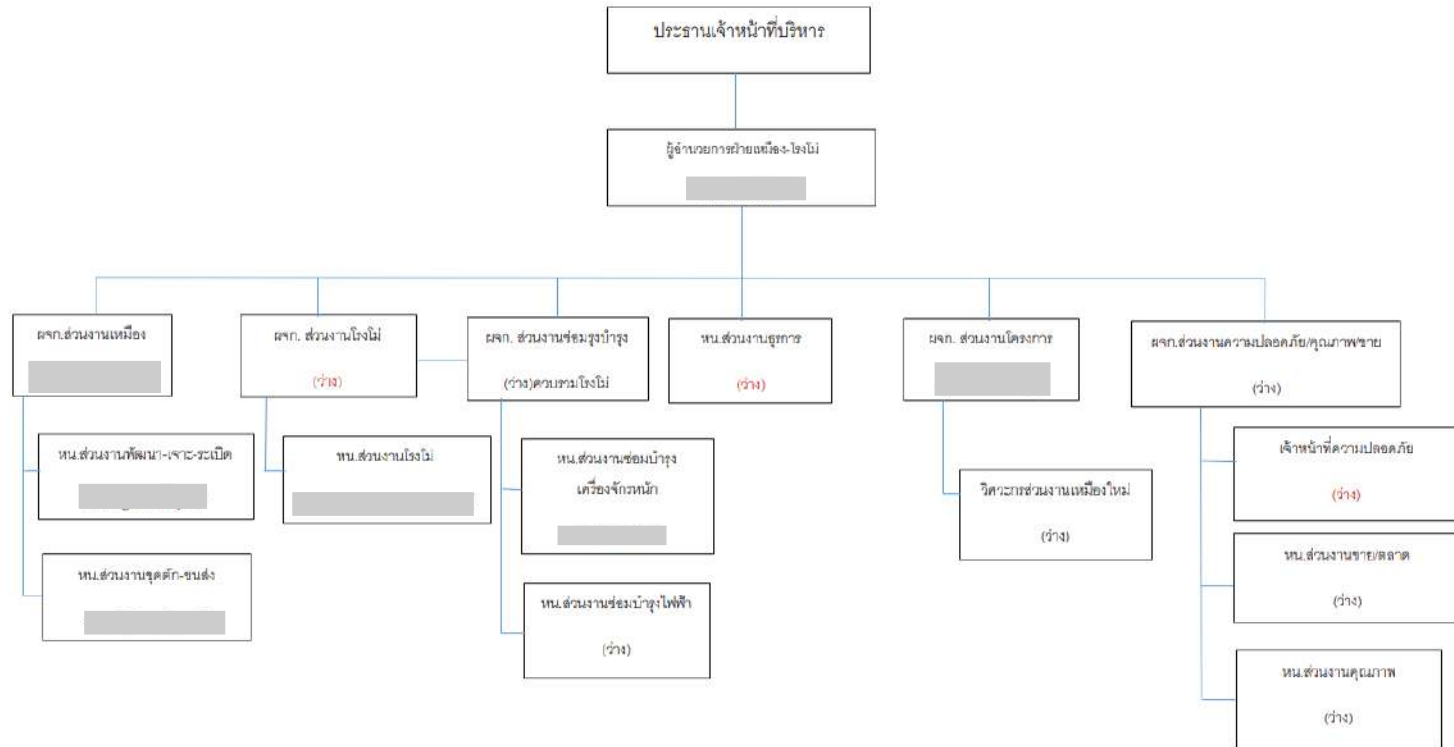 ประธานเจ้าหน้าที่บริหาร
ผู้อำนวยการฝ่ายเหมือง-โรงโม่
ผจก.ส่วนงานเหมือง
ผจก. ส่วนงานโรงโม่
(ว่าง)
ผจก. ส่วนงานซ่อมรุงบำรุง
(ว่าง)ควบรวมโรงโม่
หน.ส่วนงานธุรการ
(ว่าง)
ผจก. ส่วนงานโครงการ
ผจก.ส่วนงานความปลอดภัย/คุณภาพ/ขาย
(ว่าง)
หน.ส่วนงานพัฒนา-เจาะ-ระเบิด
หน.ส่วนงานโรงโม่
หน.ส่วนงานซ่อมบำรุง
เครื่องจักรหนัก
วิศวะกรส่วนงานเหมืองใหม่
(ว่าง)
เจ้าหน้าที่ความปลอดภัย
(ว่าง)
หน.ส่วนงานขุดตัก-ขนส่ง
หน.ส่วนงานซ่อมบำรุงไฟฟ้า
(ว่าง)
หน.ส่วนงานขาย/ตลาด
(ว่าง)
หน.ส่วนงานคุณภาพ
(ว่าง)